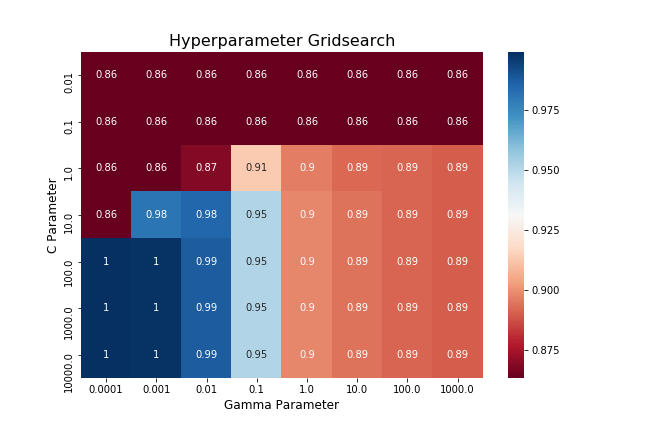 Hyperparameter Gridsearch
0.01 0.86 0.86 0.86 0.86 0.86 0.86 0.86 0.86
0.1 0.86 0.86 0.86 0.86 0.86 0.86 0.86 0.86
1.0 0.86 0.86 0.87 0.91 0.9 0.89 0.89 0.89
10.0 0.86 0.98 0.98 0.95 0.9 0.89 0.89 0.89
100.0 1 1 0.99 0.95 0.9 0.89 0.89 0.89
1000.0 1 1 0.99 0.95 0.9 0.89 0.89 0.89
10000.0 1 1 0.99 0.95 0.9 0.89 0.89 0.89
C Parameter
0.0001 0.001 0.01 0.1 1.0 10.0 100.0 1000.0
Gamma Parameter
0.975
0.950
0.925
0.900
0.875